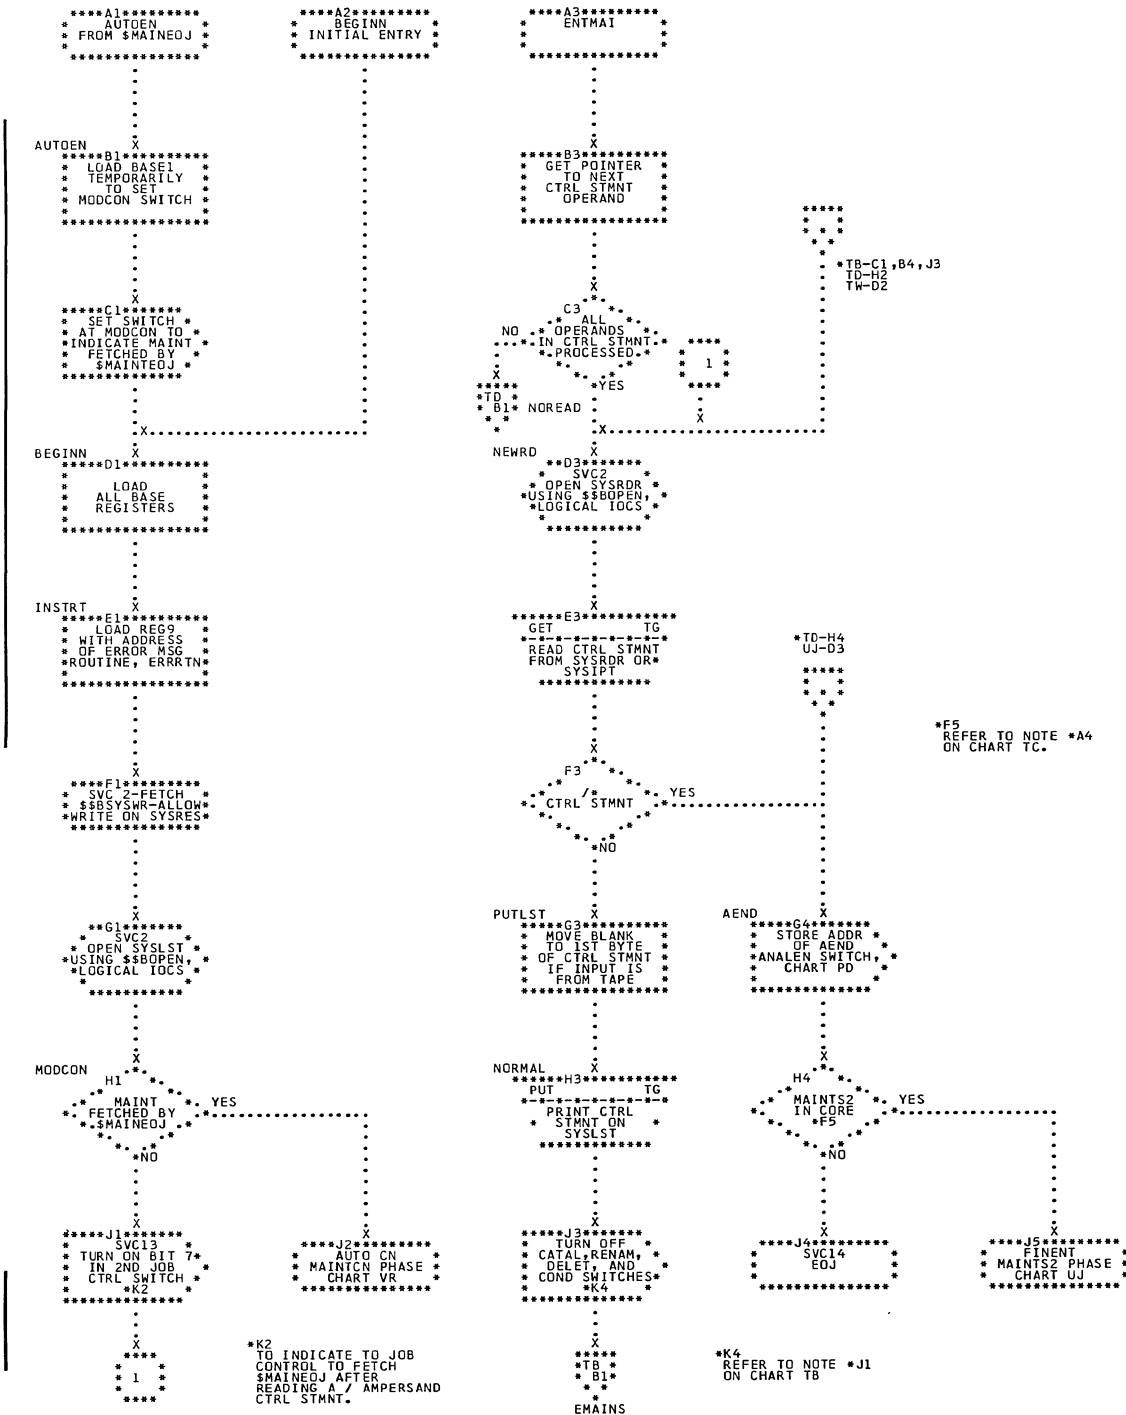 A1
AUTOEN
FROM $MAINEOJ
A2
BEGINN
INITIAL ENTRY
A3
ENTMAI
AUTOEN
B1
LOAD BASE1
TEMPORARILY
TO SET
MODCON SWITCH
B3
GET POINTER
TO NEXT
CTRL STMNT
OPERAND
*TB-C1,B4,J3
TD-H2
TW-D2
C1
SET SWITCH
AT MODCON TO
INDICATE MAINT
FETCHED BY
$MAINTEOJ
C3
ALL
OPERANDS
IN CTRL STMNT
PROCESSED
NO
YES
1
TD
B1
NOREAD
BEGINN
D1
LOAD
ALL BASE
REGISTERS
NEWRD
D3
SVC2
OPEN SYSRDR
USING $$BOPEN,
LOGICAL IOCS
INSTRT
E1
LOAD REG9
WITH ADDRESS
OF ERROR MSG
ROUTINE, ERRRTN
E3
GET TG
READ CTRL STMNT
FROM SYSRDR OR
SYSIPT
*TD-H4
UJ-D3
*F5
REFER TO NOTE *A4
ON CHART TC.
F1
SVC 2-FETCH
$$BSYSWR-ALLOW
WRITE ON SYSRES
F3
/*
CTRL STMNT
YES
NO
G1
SVC2
OPEN SYSLST
USING $$BOPEN,
LOGICAL IOCS
PUTLST
G3
MOVE BLANK
TO 1ST BYTE
OF CTRL STMNT
IF INPUT IS
FROM TAPE
AEND
G4
STORE ADDR
OF AEND
ANALEN SWITCH,
CHART PD
MODCON
H1
MAINT
FETCHED BY
$MAINEOJ
YES
NO
NORMAL
H3
PUT TG
PRINT CTRL
STMNT ON
SYSLST
H4
MAINTS2
IN CORE
*F5
YES
NO
J1
SVC13
TURN ON BIT 7
IN 2ND JOB
CTRL SWITCH
*K2
J2
AUTO CN
MAINTCN PHASE
CHART VR
J3
TURN OFF
CATAL,RENAM,
DELET, AND
COND SWITCHES
*K4
J4
SVC14
EOJ
J5
FINENT
MAINTS2 PHASE
CHART UJ
1
*K2
TO INDICATE TO JOB
CONTROL TO FETCH
$MAINEOJ AFTER
READING A / AMPERSAND
CTRL STMNT.
TB
B1
EMAINS
*K4
REFER TO NOTE *J1
ON CHART TB